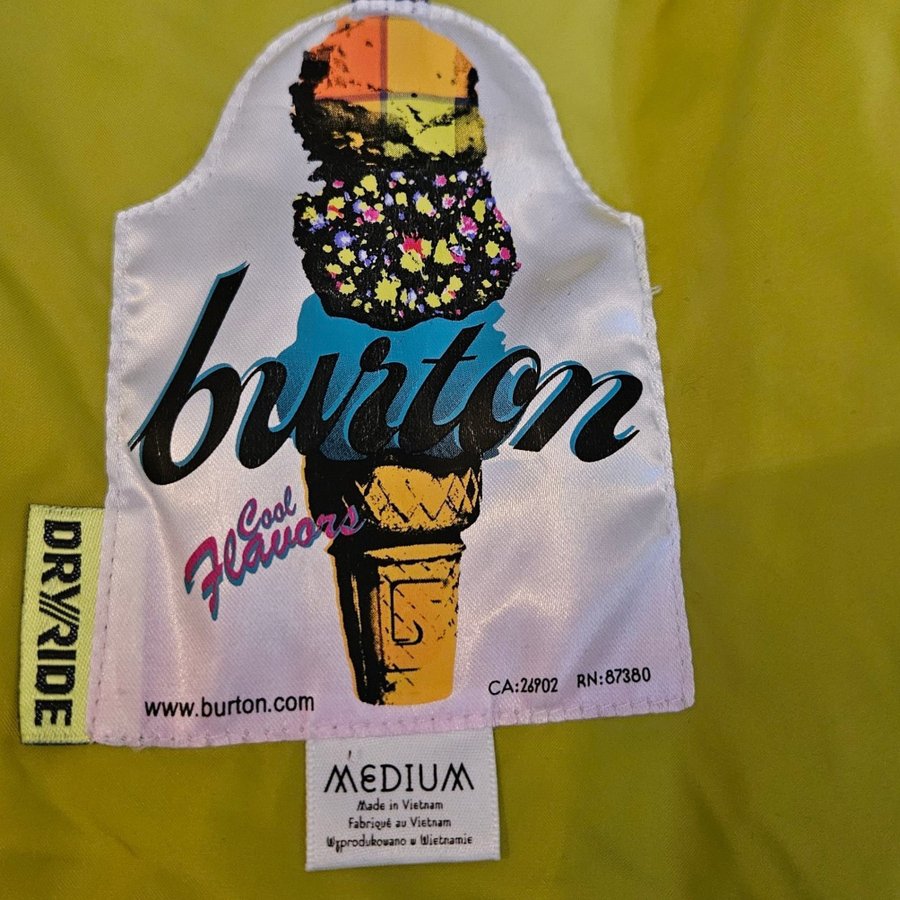 burton
Cool
Flavors
DRY//RIDE
www.burton.com
CA:26902 RN:87380
MEDIUM
Made in Vietnam
Fabriqué au Vietnam
Wyprodukowano w Wietnamie